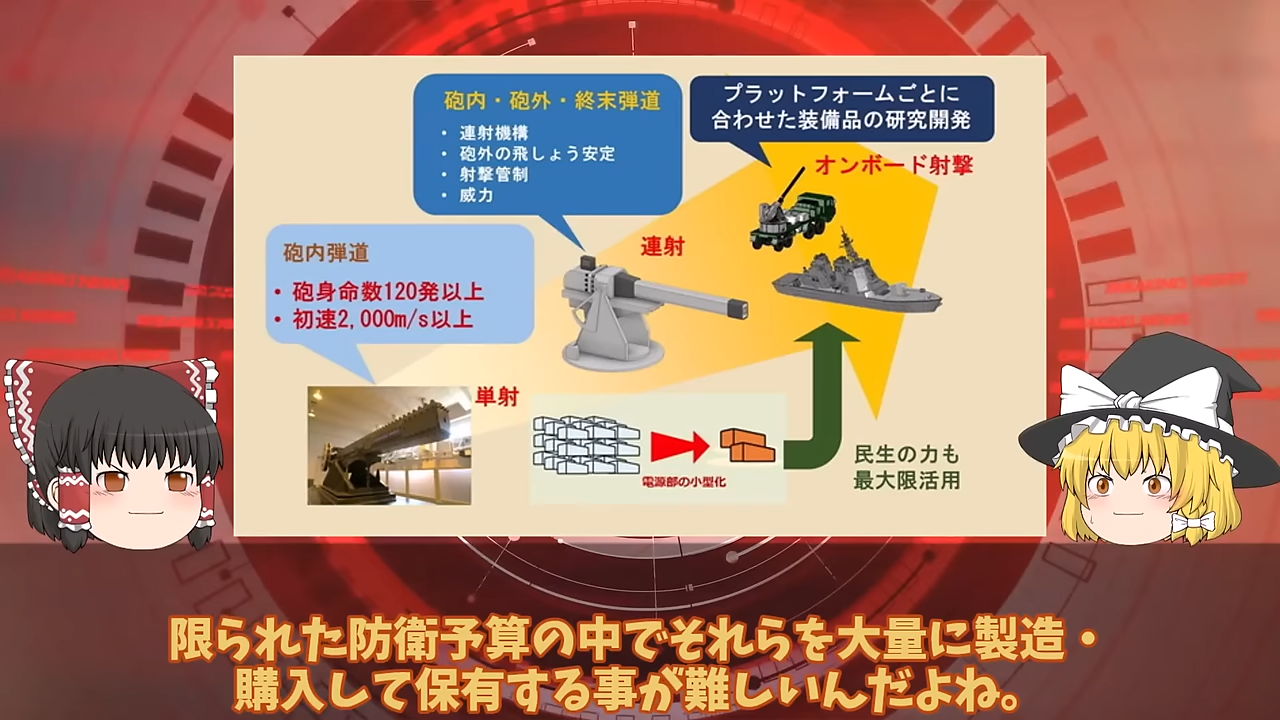 砲内・砲外・終末弾道
・ 連射機構
・ 砲外の飛しょう安定
・ 射撃管制
・ 威力
プラットフォームごとに
合わせた装備品の研究開発
オンボード射撃
砲内弾道
・ 砲身命数120発以上
・ 初速2,000m/s以上
連射
単射
電源部の小型化
民生の力も
最大限活用
限られた防衛予算の中でそれらを大量に製造・
購入して保有する事が難しいんだよね。